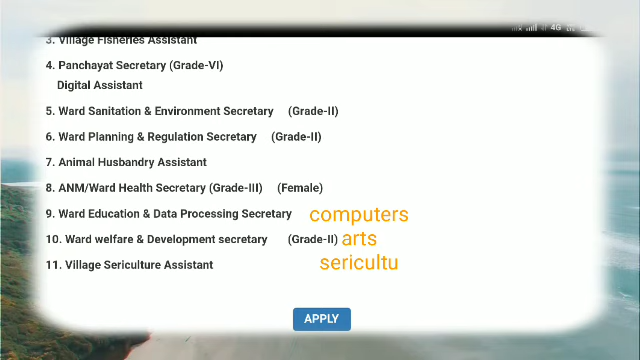 3. Village Fisheries Assistant
4. Panchayat Secretary (Grade-VI)
Digital Assistant
5. Ward Sanitation & Environment Secretary (Grade-II)
6. Ward Planning & Regulation Secretary (Grade-II)
7. Animal Husbandry Assistant
8. ANM/Ward Health Secretary (Grade-III) (Female)
9. Ward Education & Data Processing Secretary computers
10. Ward welfare & Development secretary (Grade-II) arts
11. Village Sericulture Assistant sericultu
APPLY